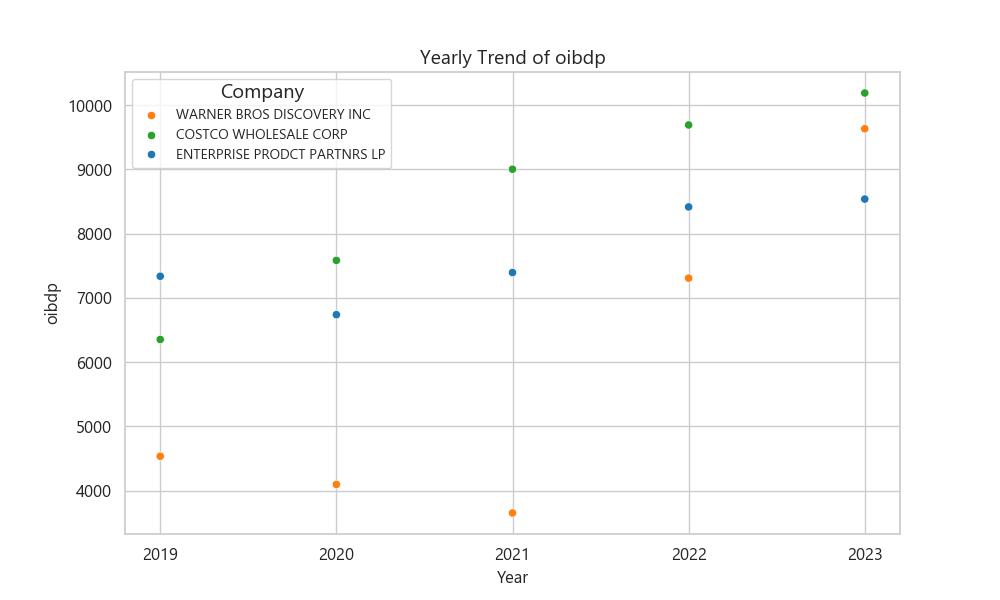 Yearly Trend of oibdp
Company
WARNER BROS DISCOVERY INC
COSTCO WHOLESALE CORP
ENTERPRISE PRODCT PARTNRS LP
10000
9000
8000
7000
6000
5000
4000
oibdp
2019 2020 2021 2022 2023
Year